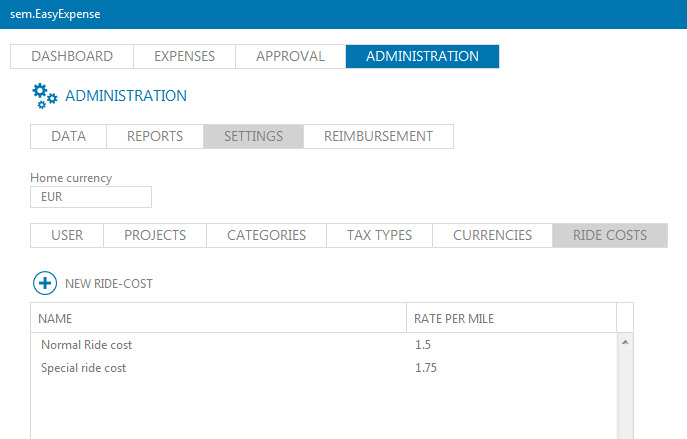 sem.EasyExpense
DASHBOARD EXPENSES APPROVAL ADMINISTRATION
ADMINISTRATION
DATA REPORTS SETTINGS REIMBURSEMENT
Home currency
EUR
USER PROJECTS CATEGORIES TAX TYPES CURRENCIES RIDE COSTS
NEW RIDE-COST
NAME RATE PER MILE
Normal Ride cost 1.5
Special ride cost 1.75